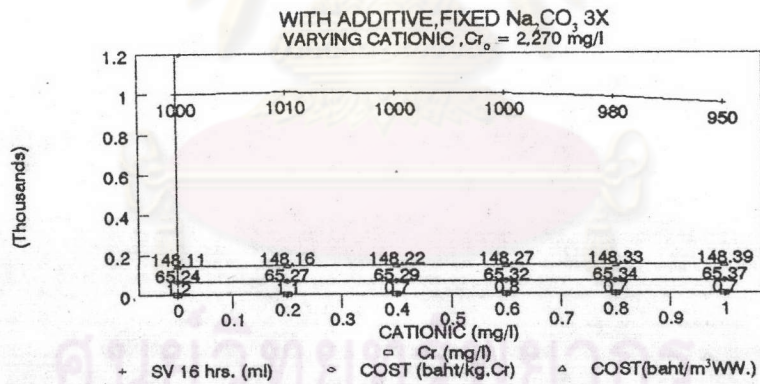 WITH ADDITIVE,FIXED Na₂CO₃ 3X
VARYING CATIONIC ,Cr₀ = 2,270 mg/l
1.2
1
0.8
0.6
0.4
0.2
0
(Thousands)
1000 1010 1000 1000 980 950
148.11 148.16 148.22 148.27 148.33 148.39
65.24 65.27 65.29 65.32 65.34 65.37
1.2 1.1 0.7 0.8 0.7 0.7
0 0.1 0.2 0.3 0.4 0.5 0.6 0.7 0.8 0.9 1
CATIONIC (mg/l)
Cr (mg/l)
SV 16 hrs. (ml) COST (baht/kg.Cr) COST(baht/m³WW.)